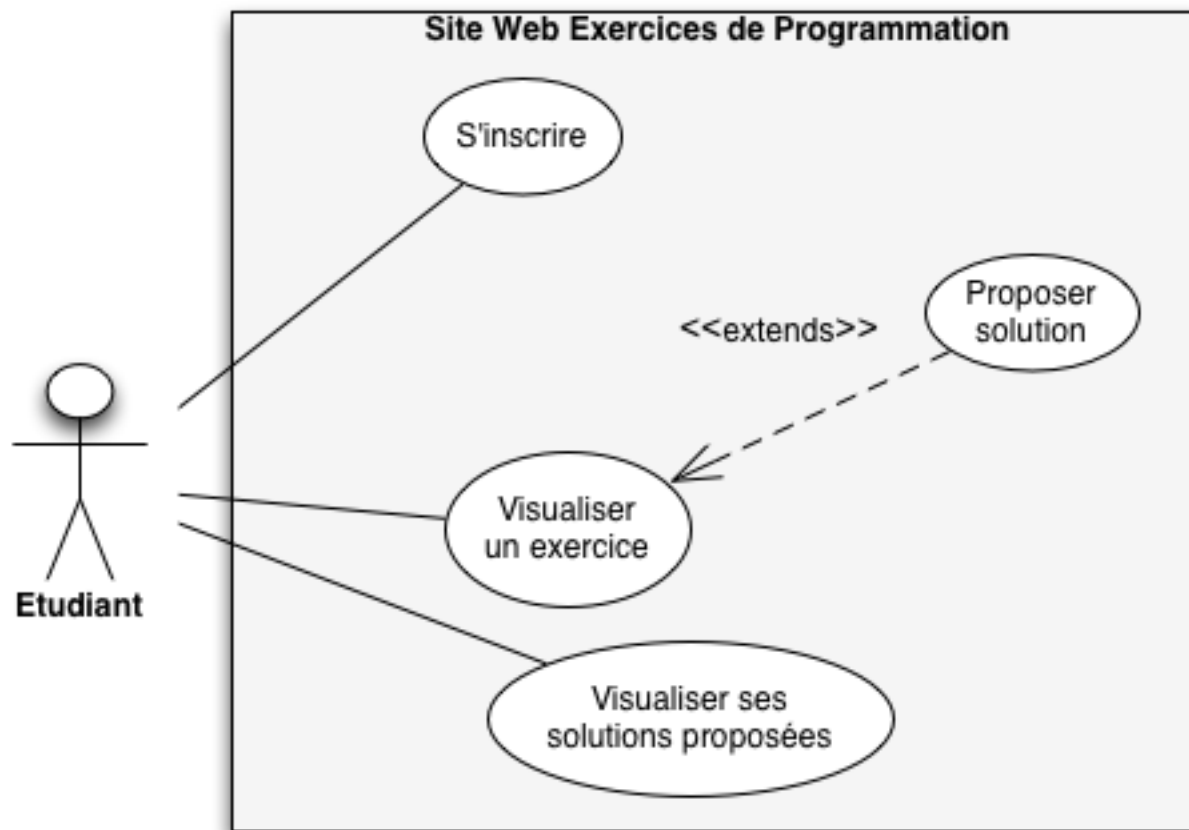 Site Web Exercices de Programmation
S'inscrire
Proposer
solution
<<extends>>
Visualiser
un exercice
Etudiant
Visualiser ses
solutions proposées